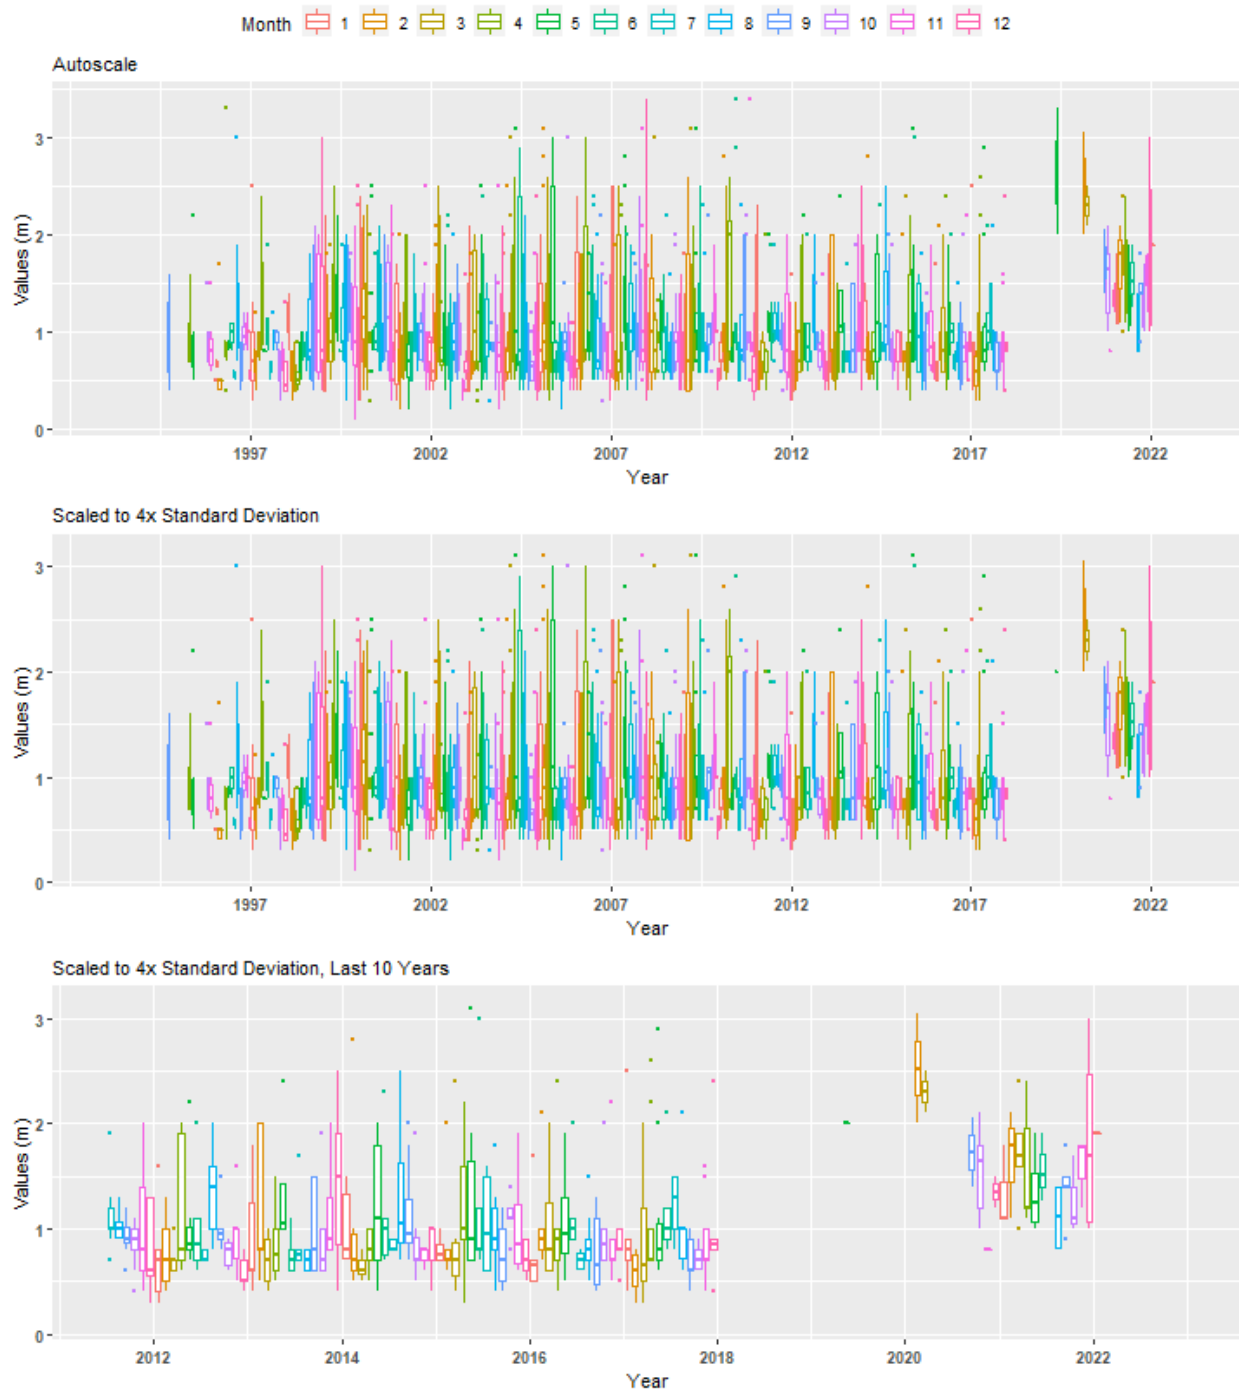 Month 1 2 3 4 5 6 7 8 9 10 11 12
Autoscale
Values (m)
3
2
1
0
1997 2002 2007 2012 2017 2022
Year
Scaled to 4x Standard Deviation
Values (m)
3
2
1
0
1997 2002 2007 2012 2017 2022
Year
Scaled to 4x Standard Deviation, Last 10 Years
Values (m)
3
2
1
0
2012 2014 2016 2018 2020 2022
Year